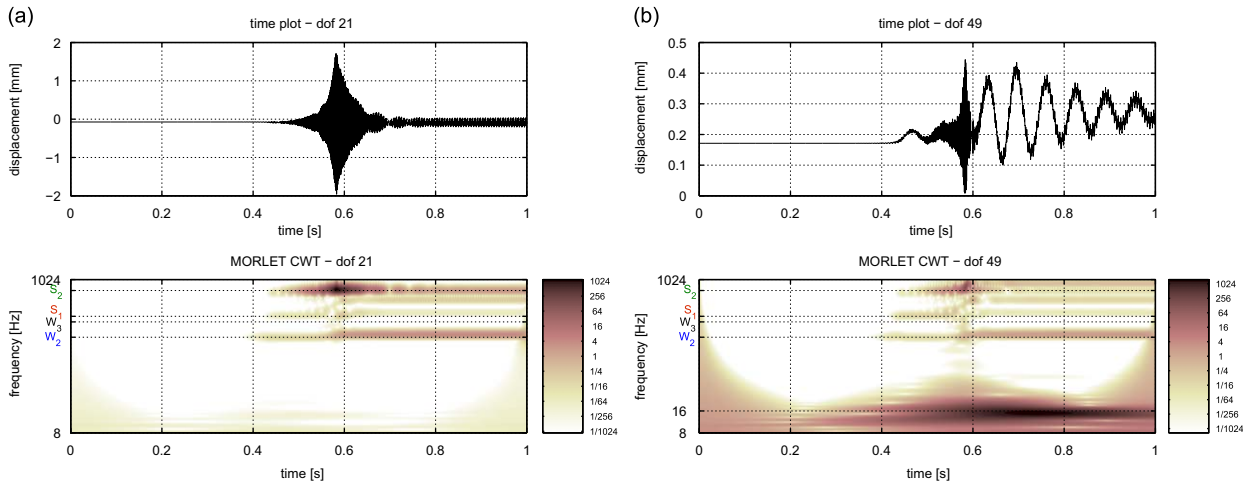 (a)
time plot – dof 21
displacement [mm]
2
1
0
−1
−2
0 0.2 0.4 0.6 0.8 1
time [s]
MORLET CWT – dof 21
frequency [Hz]
1024
S2
S1
W3
W2
8
0 0.2 0.4 0.6 0.8 1
time [s]
1024
256
64
16
4
1
1/4
1/16
1/64
1/256
1/1024
(b)
time plot – dof 49
displacement [mm]
0.5
0.4
0.3
0.2
0.1
0
0 0.2 0.4 0.6 0.8 1
time [s]
MORLET CWT – dof 49
frequency [Hz]
1024
S2
S1
W3
W2
16
8
0 0.2 0.4 0.6 0.8 1
time [s]
1024
256
64
16
4
1
1/4
1/16
1/64
1/256
1/1024